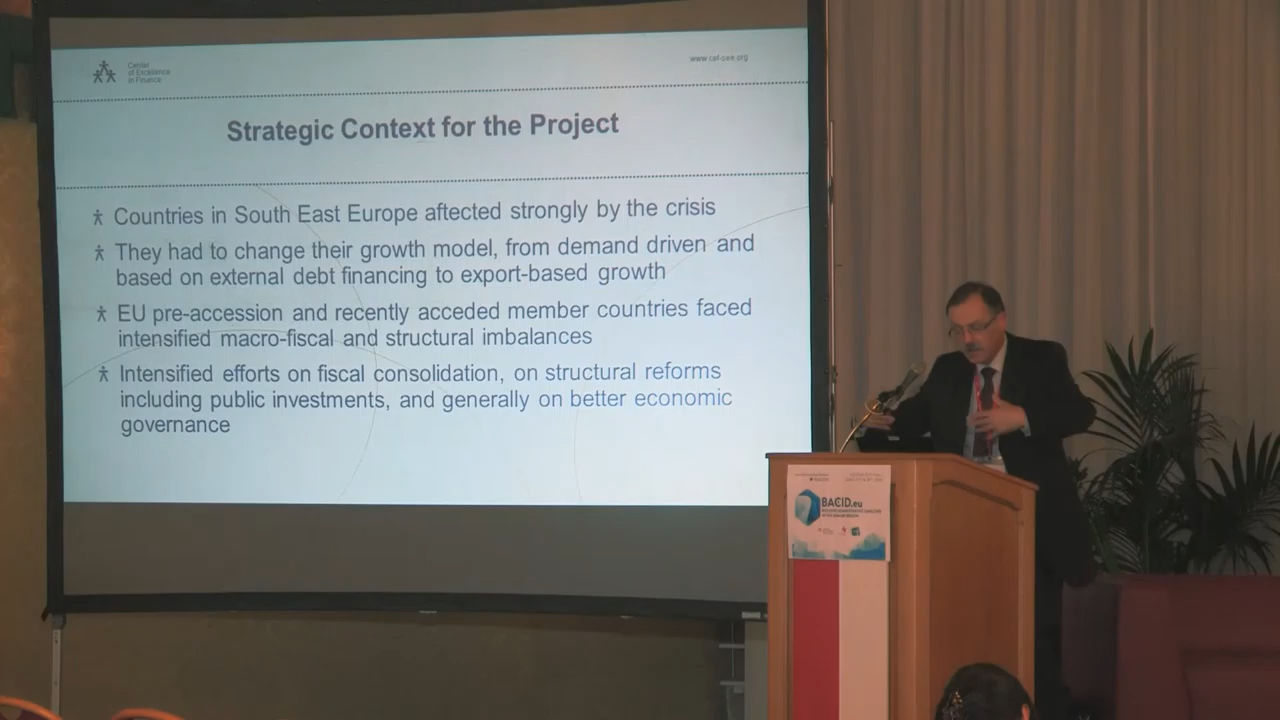 Center
of Excellence
in Finance
www.cef-see.org
Strategic Context for the Project
Countries in South East Europe affected strongly by the crisis
They had to change their growth model, from demand driven and
based on external debt financing to export-based growth
EU pre-accession and recently acceded member countries faced
intensified macro-fiscal and structural imbalances
Intensified efforts on fiscal consolidation, on structural reforms
including public investments, and generally on better economic
governance
BACID.eu